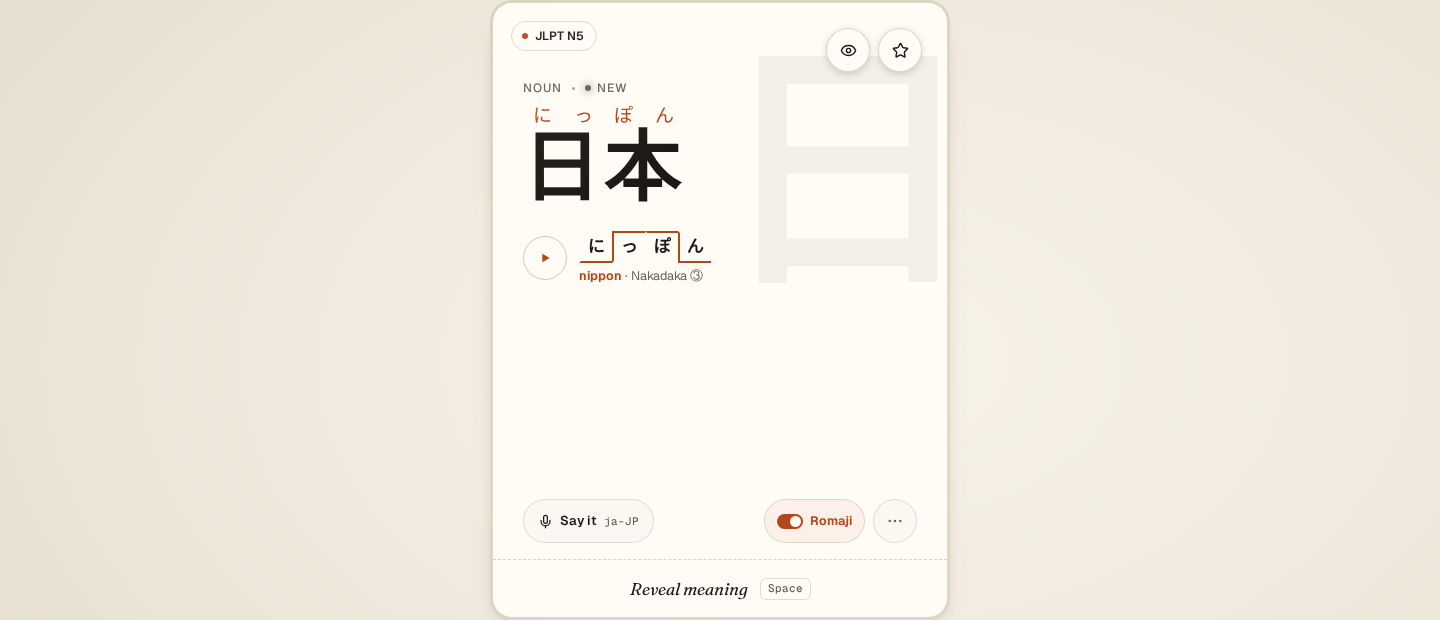 JLPT N5
NOUN • NEW
にっぽん
日本
日
にっぽん
nippon · Nakadaka ③
Say it ja-JP
Romaji
Reveal meaning Space